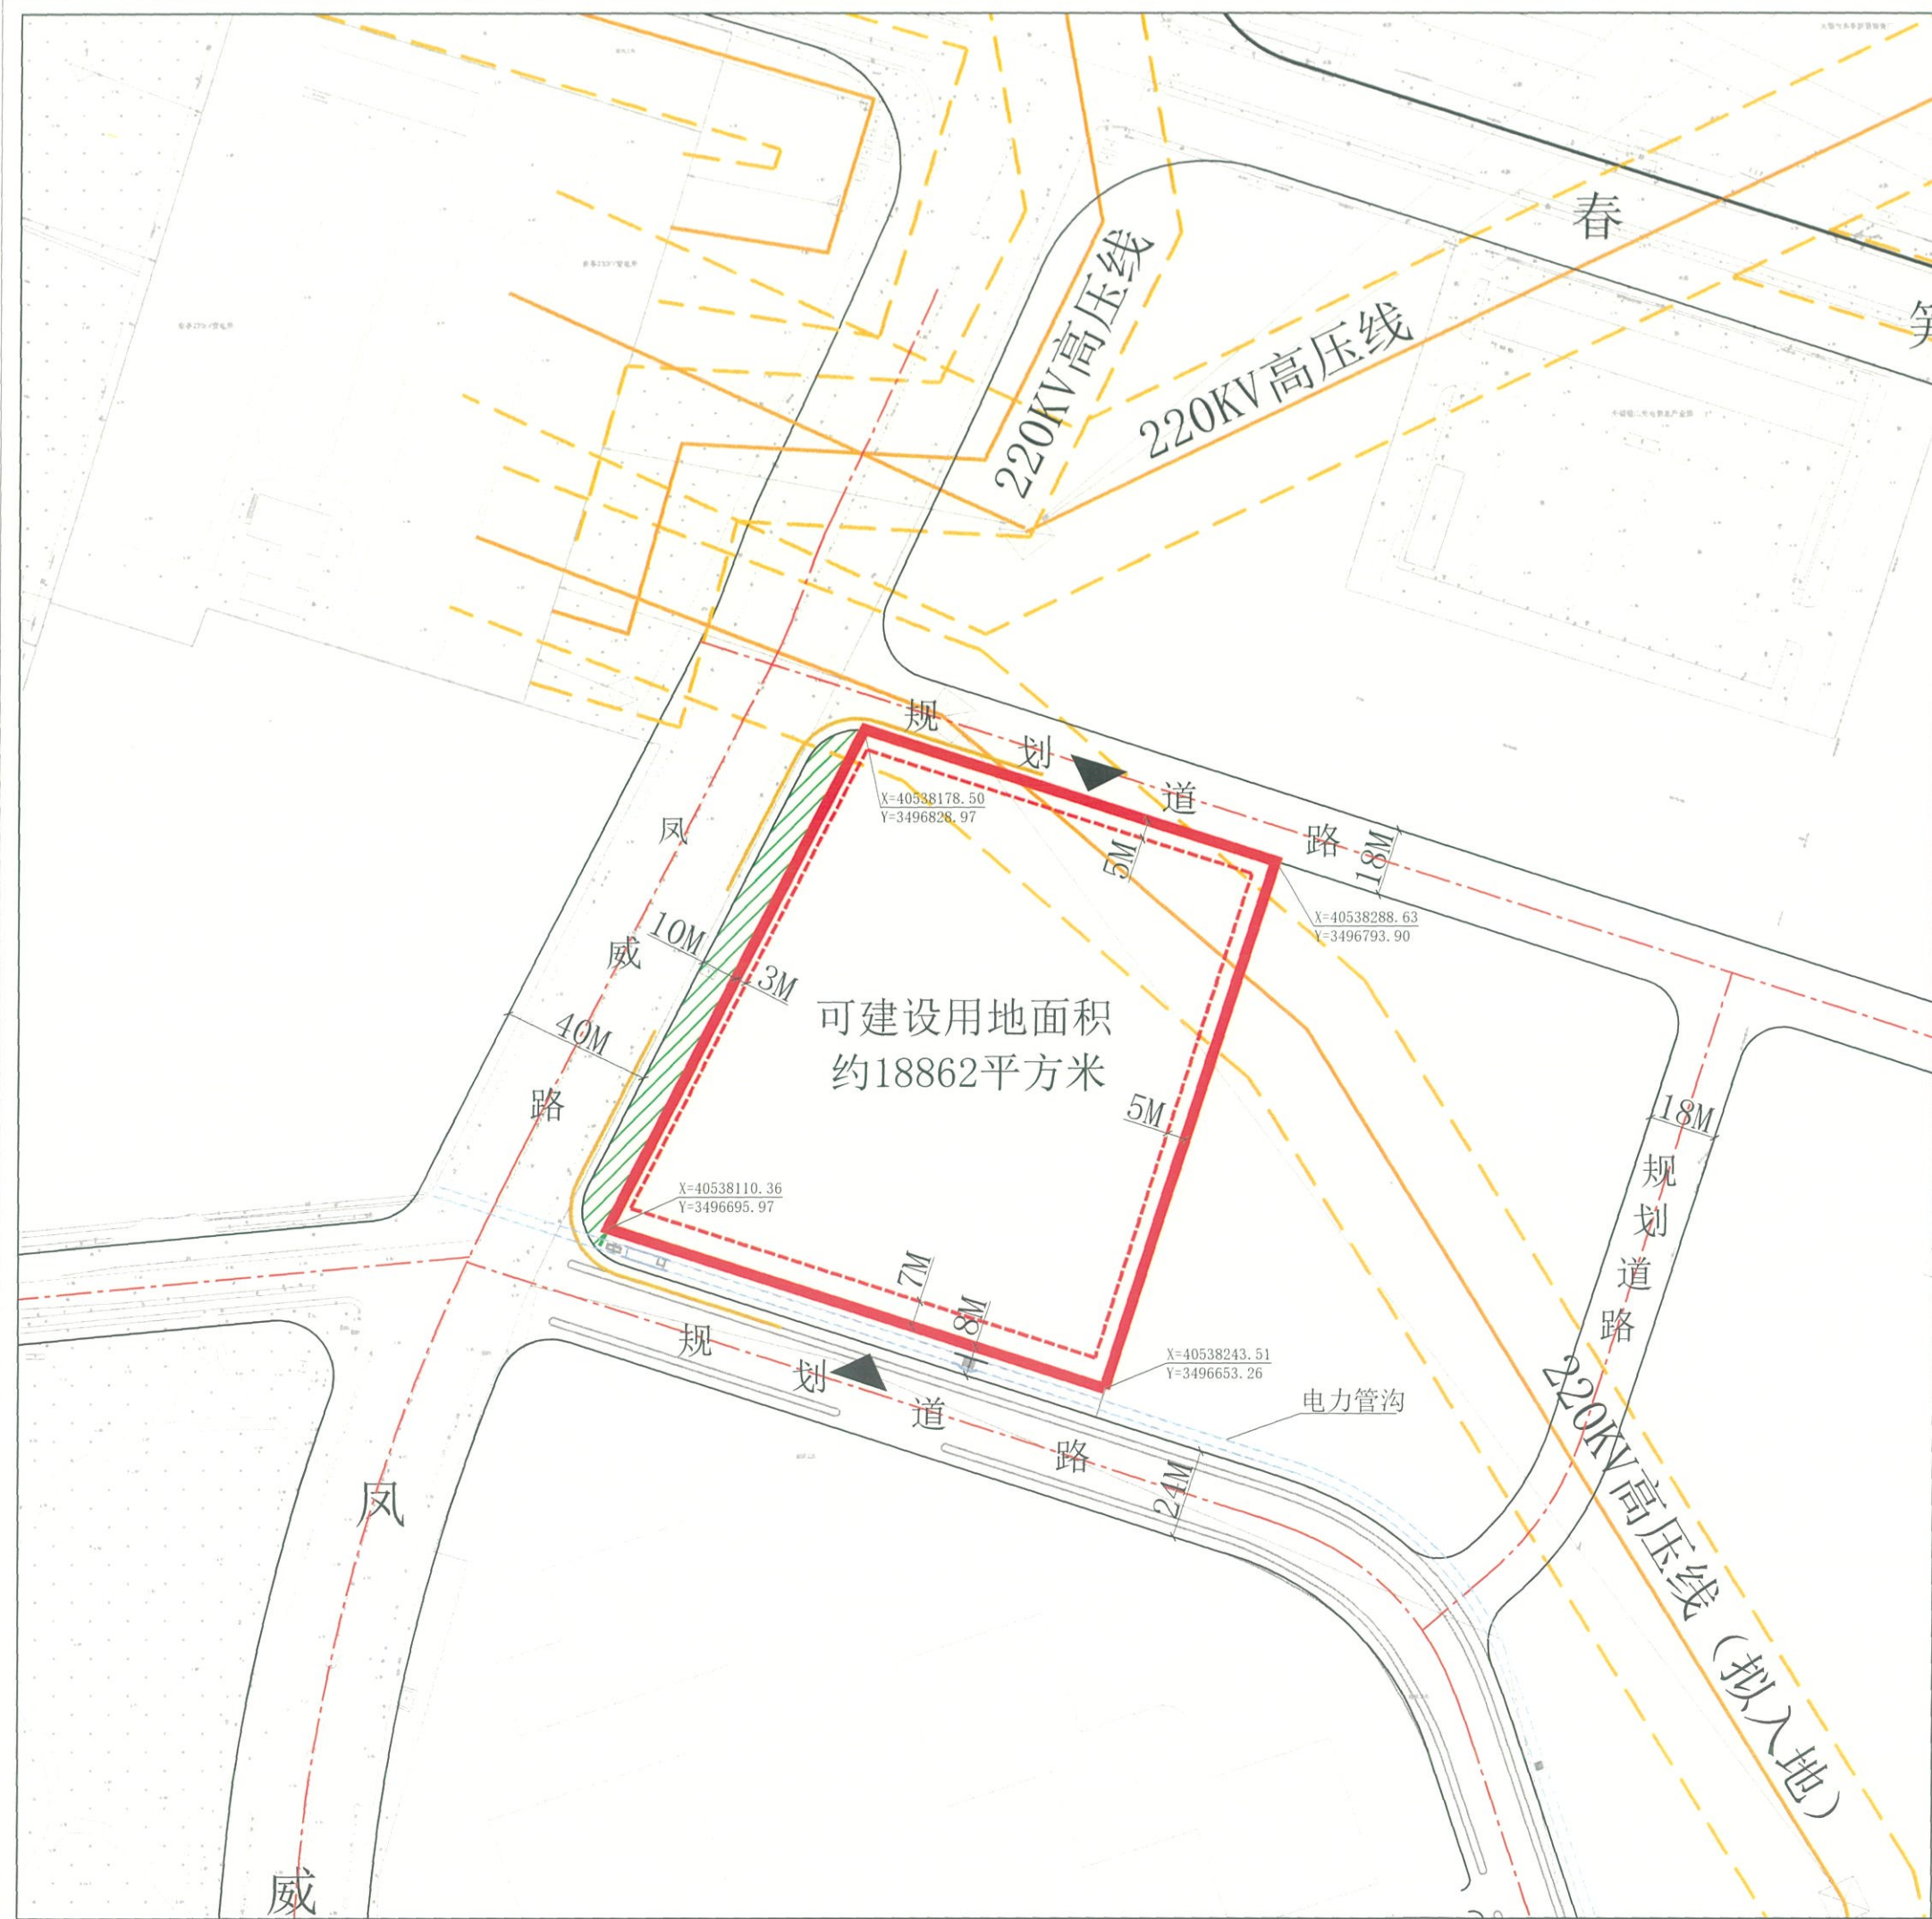 春
220KV高压线
220KV高压线
规划道路
18M
X=40538178.50
Y=3496828.97
5M
X=40538288.63
Y=3496793.90
凤威路
10M
3M
40M
可建设用地面积
约18862平方米
5M
18M
规划道路
X=40538110.36
Y=3496695.97
7M
8M
规划道路
X=40538243.51
Y=3496653.26
电力管沟
24M
220KV高压线（拟入地）
凤
威